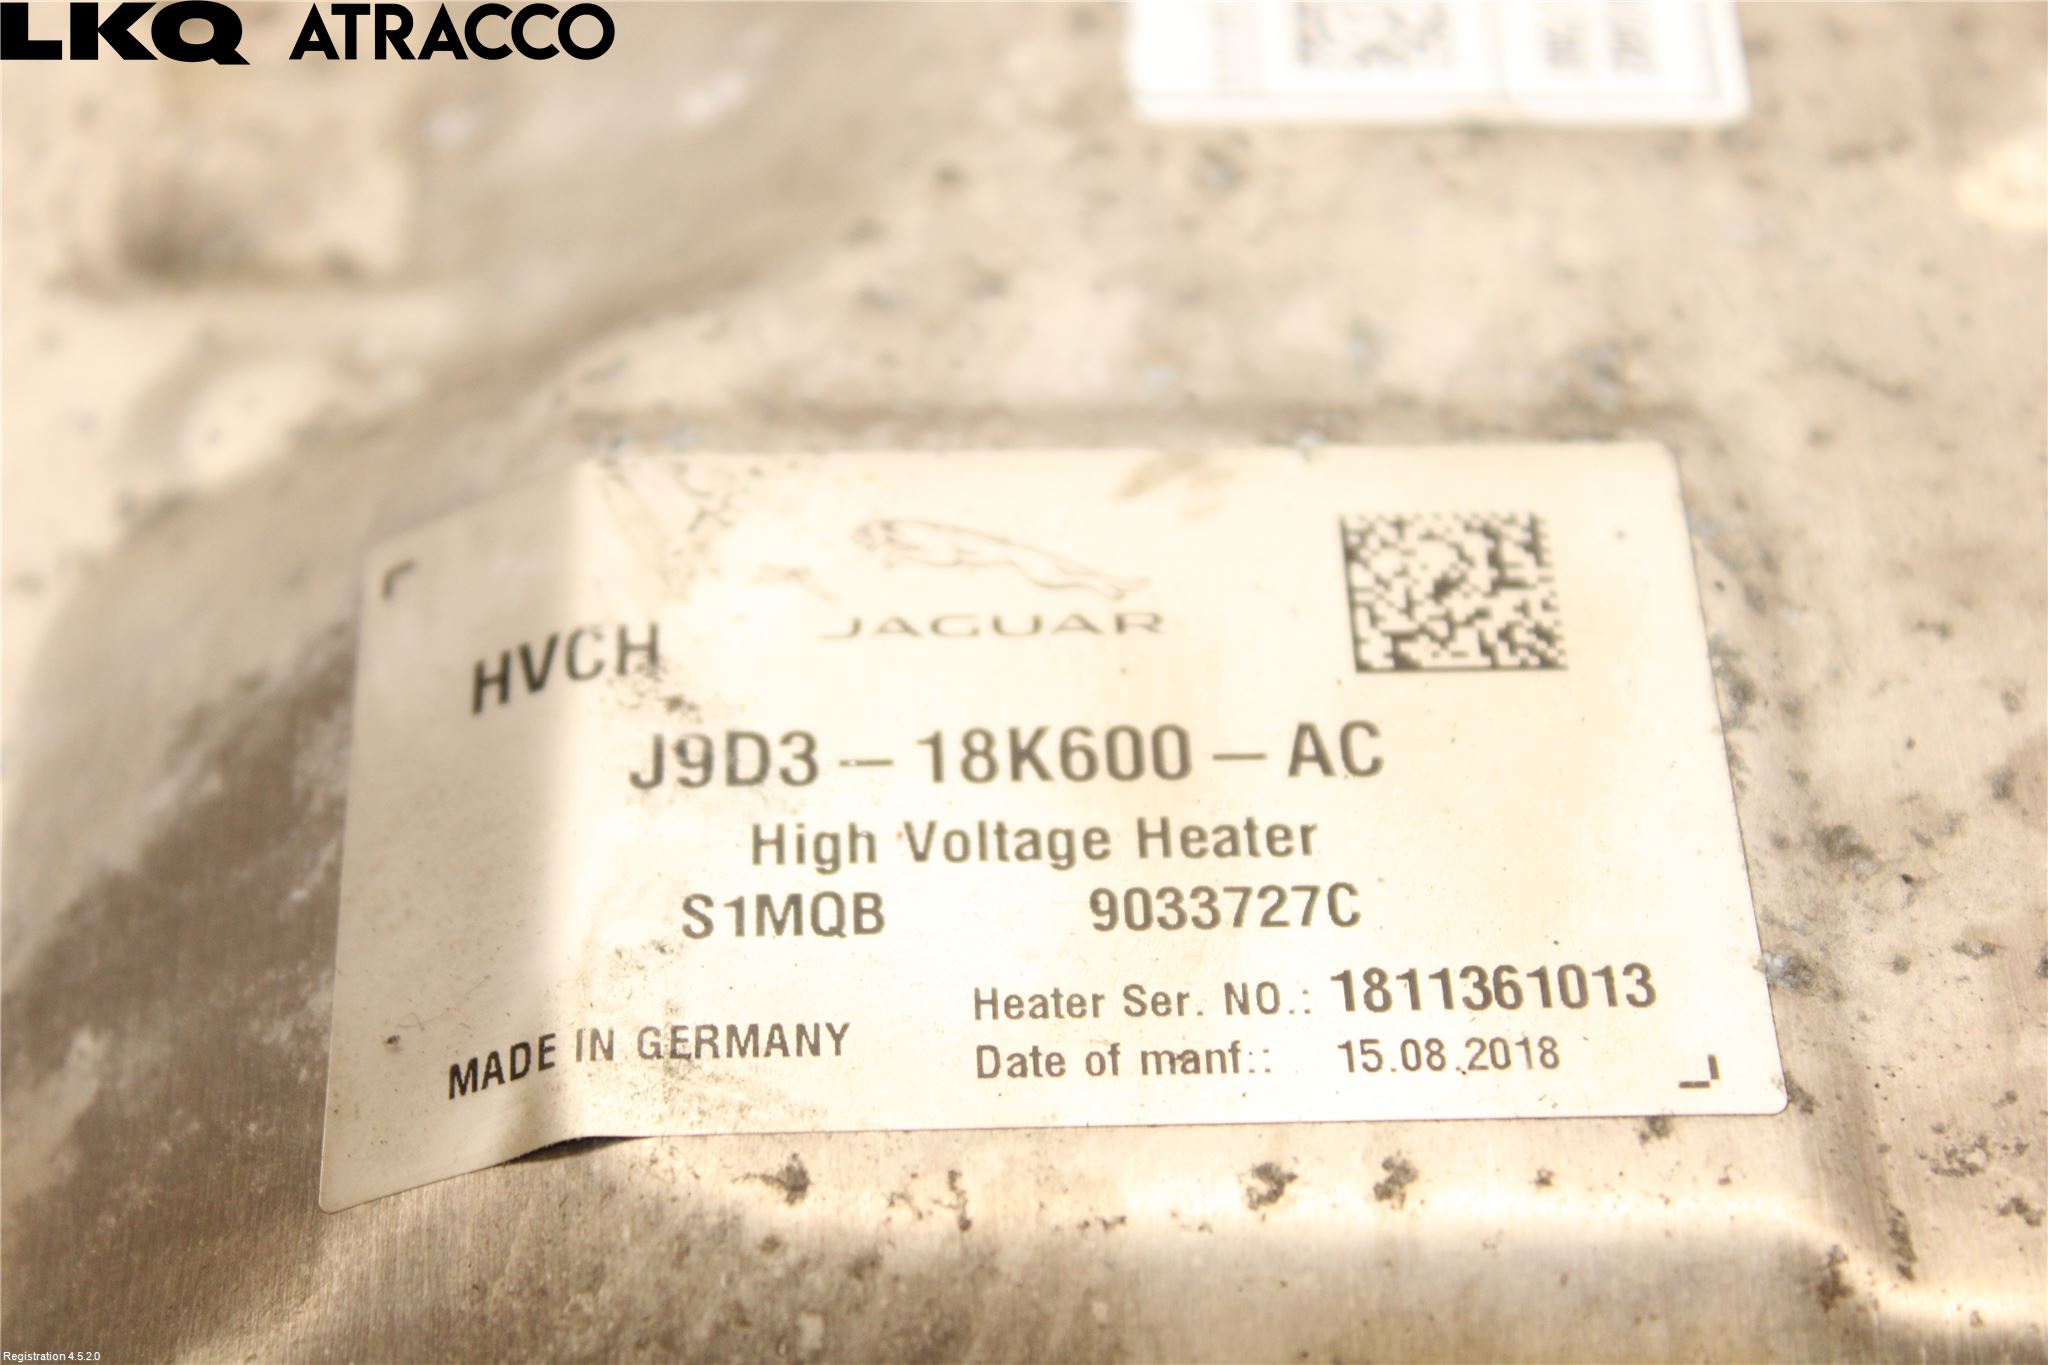 LKQ ATRACCO
JAGUAR
HVCH
J9D3 - 18K600 - AC
High Voltage Heater
S1MQB 9033727C
Heater Ser. NO.: 1811361013
MADE IN GERMANY
Date of manf:: 15.08.2018
Registration 4.5.2.0